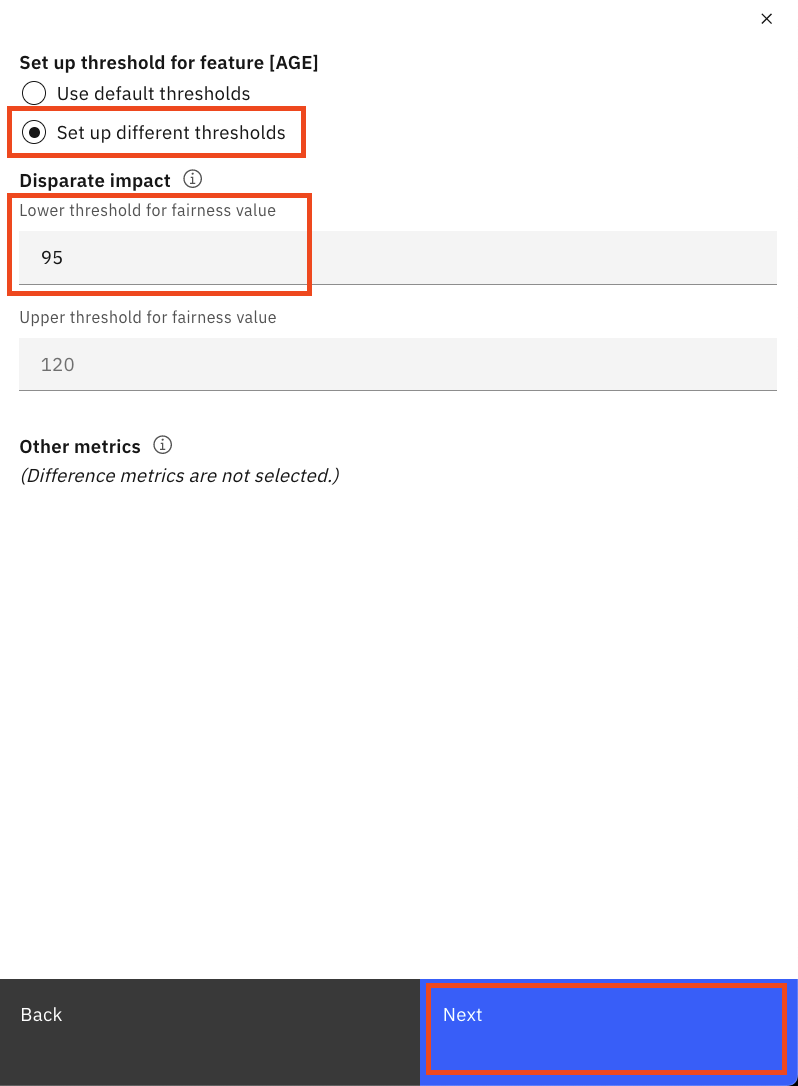 Set up threshold for feature [AGE]
Use default thresholds
Set up different thresholds
Disparate impact
Lower threshold for fairness value
95
Upper threshold for fairness value
120
Other metrics
(Difference metrics are not selected.)
Back
Next